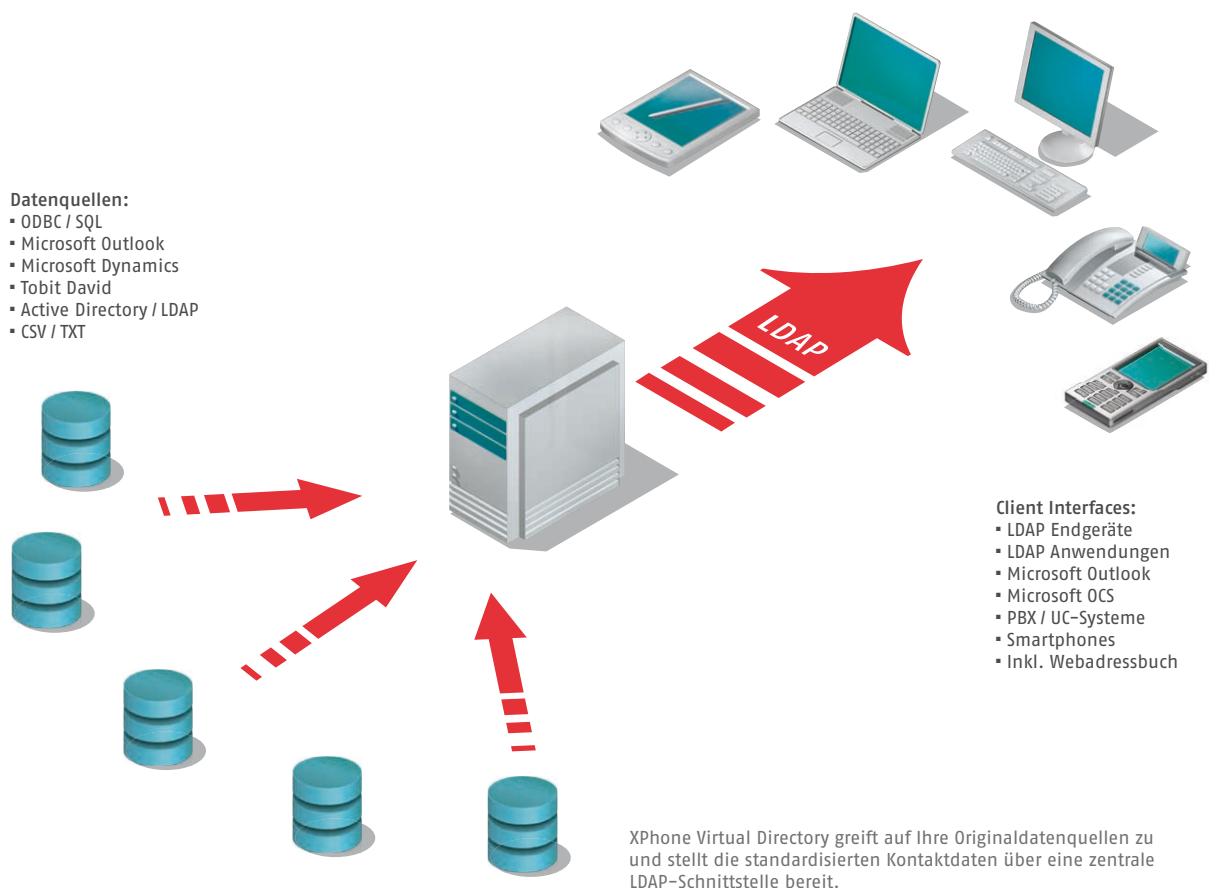 Datenquellen:
▪ ODBC / SQL
▪ Microsoft Outlook
▪ Microsoft Dynamics
▪ Tobit David
▪ Active Directory / LDAP
▪ CSV / TXT
LDAP
Client Interfaces:
▪ LDAP Endgeräte
▪ LDAP Anwendungen
▪ Microsoft Outlook
▪ Microsoft OCS
▪ PBX / UC-Systeme
▪ Smartphones
▪ Inkl. Webadressbuch
XPhone Virtual Directory greift auf Ihre Originaldatenquellen zu
und stellt die standardisierten Kontaktdaten über eine zentrale
LDAP-Schnittstelle bereit.